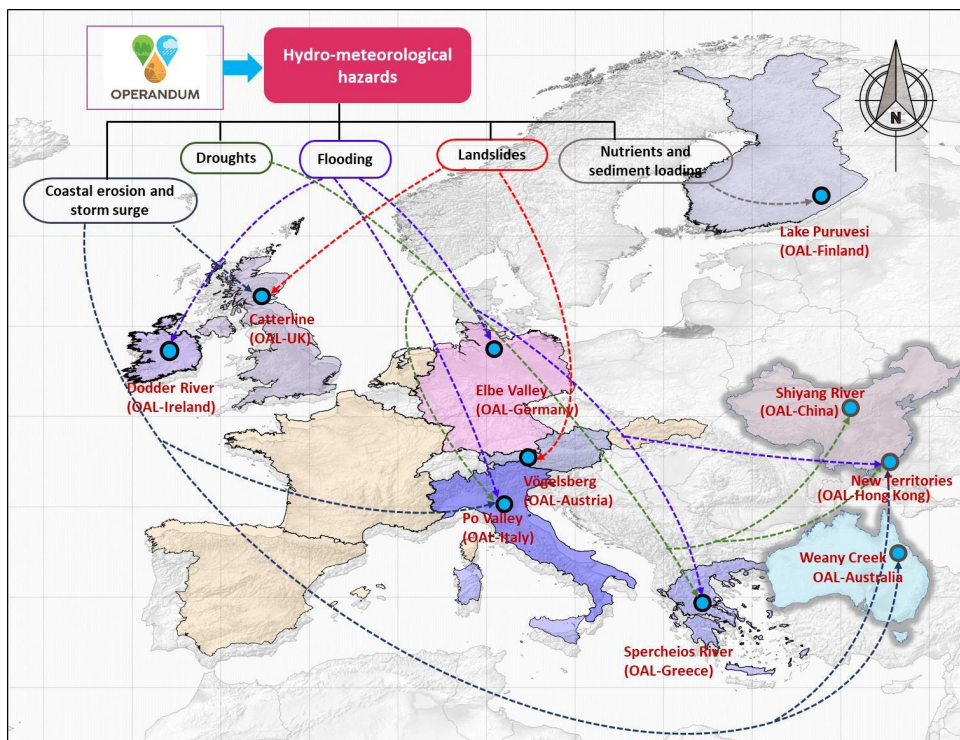 OPERANDUM
Hydro-meteorological
hazards
Droughts
Flooding
Landslides
Nutrients and
sediment loading
Coastal erosion and
storm surge
N
Lake Puruvesi
(OAL-Finland)
Catterline
(OAL-UK)
Dodder River
(OAL-Ireland)
Elbe Valley
(OAL-Germany)
Shiyang River
(OAL-China)
Vögelsberg
(OAL-Austria)
New Territories
(OAL-Hong Kong)
Po Valley
(OAL-Italy)
Weany Creek
OAL-Australia
Spercheios River
(OAL-Greece)